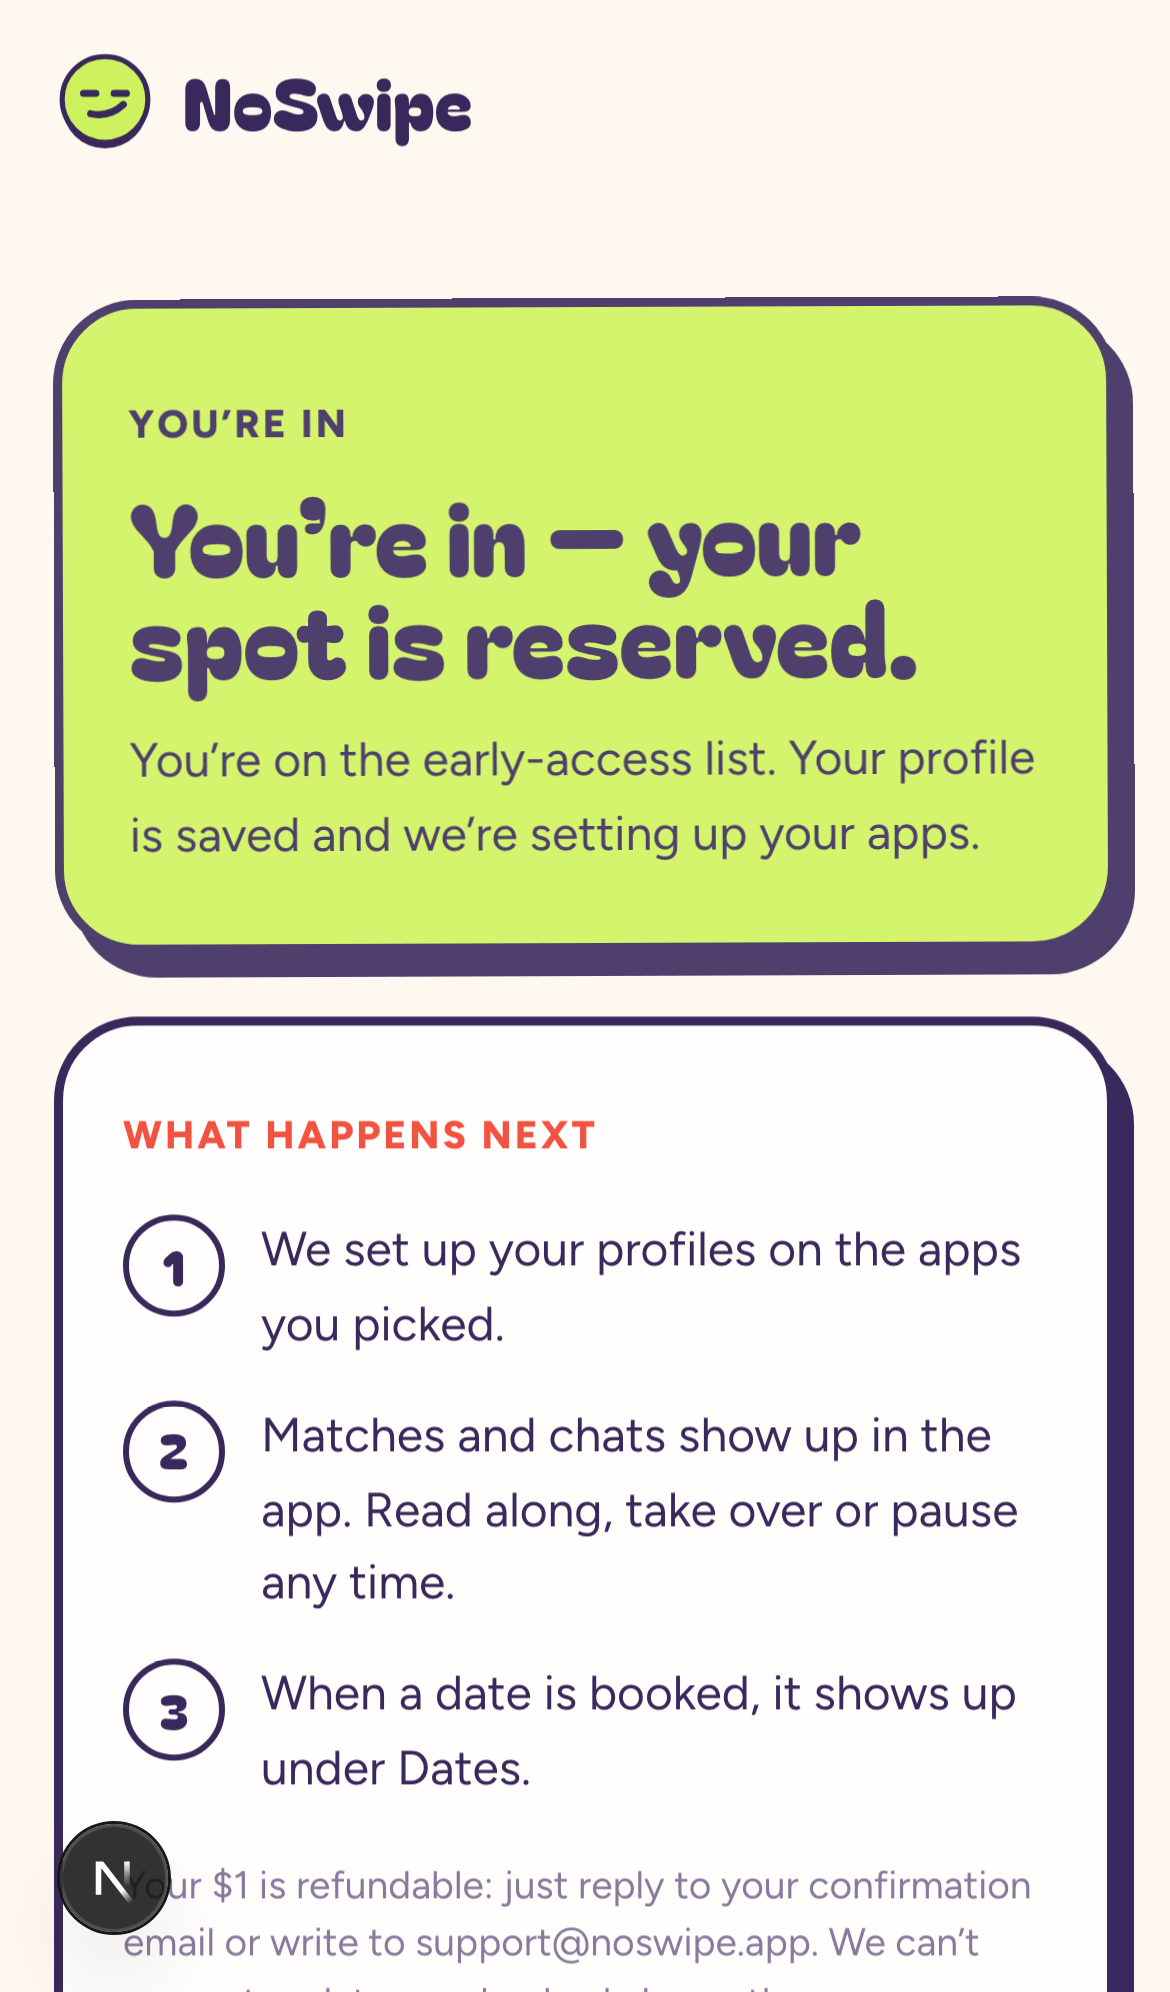 NoSwipe
YOU’RE IN
You’re in — your
spot is reserved.
You’re on the early-access list. Your profile
is saved and we’re setting up your apps.
WHAT HAPPENS NEXT
1 We set up your profiles on the apps
you picked.
2 Matches and chats show up in the
app. Read along, take over or pause
any time.
3 When a date is booked, it shows up
under Dates.
N
Your $1 is refundable: just reply to your confirmation
email or write to support@noswipe.app. We can’t